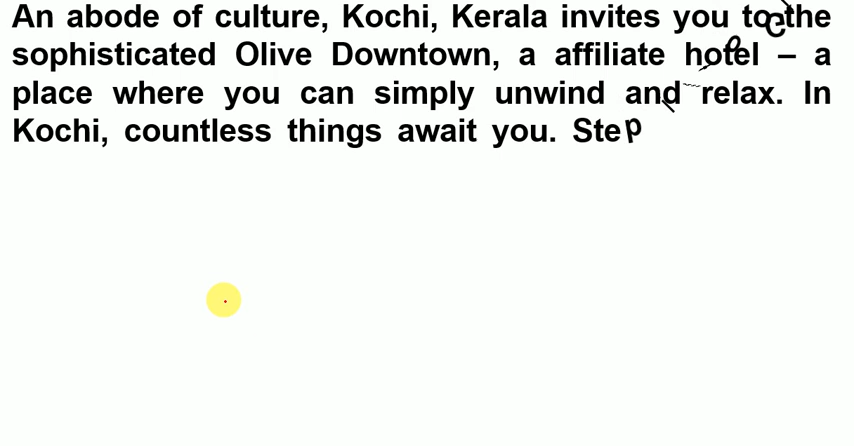 An abode of culture, Kochi, Kerala invites you to the
sophisticated Olive Downtown, a affiliate hotel – a
place where you can simply unwind and relax. In
Kochi, countless things await you. Step